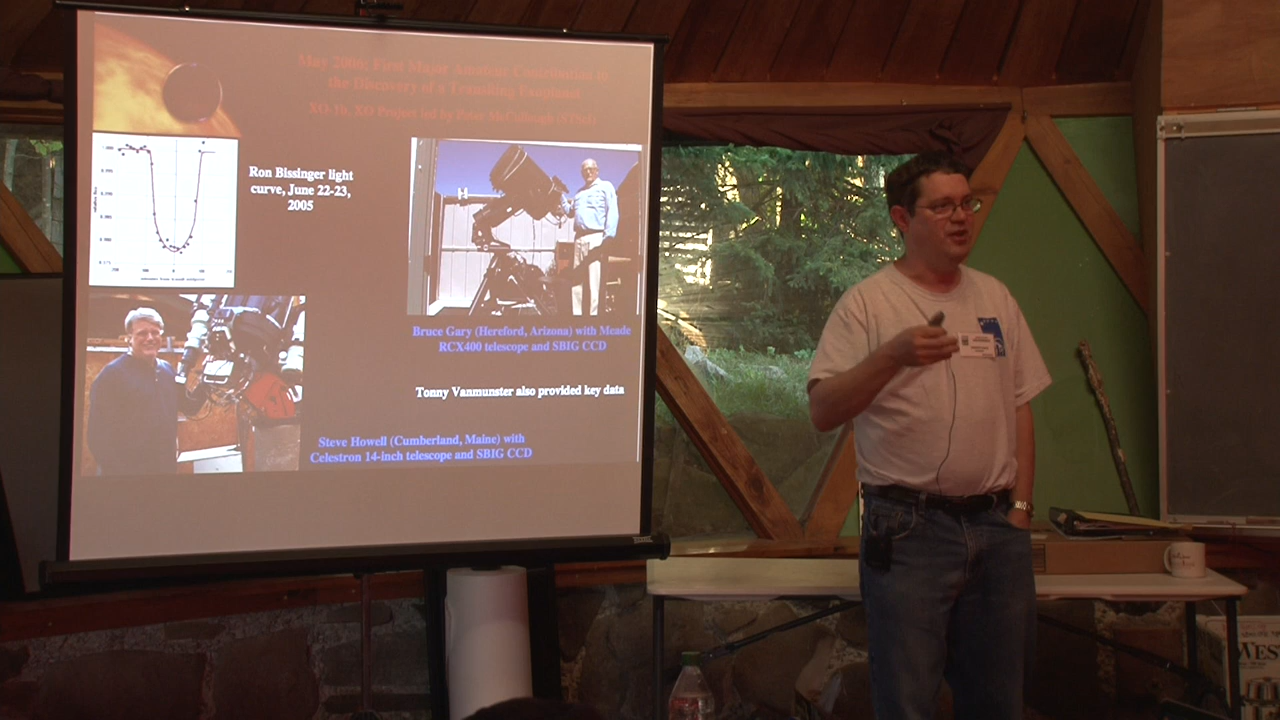 May 2006: First Major Amateur Contribution to
the Discovery of a Transiting Exoplanet
XO-1b, XO Project led by Peter McCullough (STScI)
Ron Bissinger light
curve, June 22-23,
2005
Bruce Gary (Hereford, Arizona) with Meade
RCX400 telescope and SBIG CCD
Tonny Vanmunster also provided key data
Steve Howell (Cumberland, Maine) with
Celestron 14-inch telescope and SBIG CCD
WEST